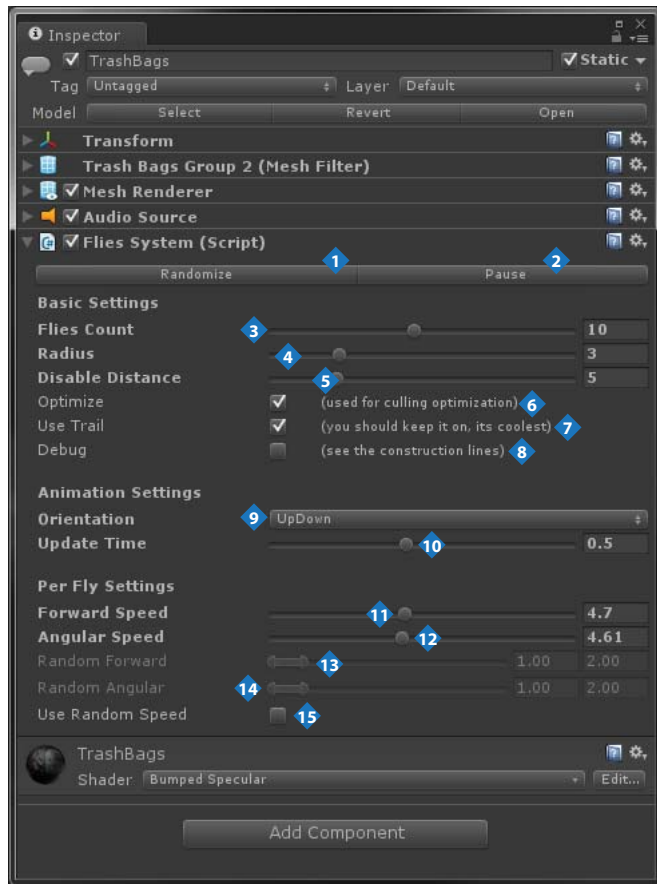 Inspector
TrashBags Static
Tag Untagged Layer Default
Model Select Revert Open
Transform
Trash Bags Group 2 (Mesh Filter)
Mesh Renderer
Audio Source
C# Flies System (Script)
Randomize 1 Pause 2
Basic Settings
Flies Count 3 10
Radius 4 3
Disable Distance 5 5
Optimize (used for culling optimization) 6
Use Trail (you should keep it on, its coolest) 7
Debug (see the construction lines) 8
Animation Settings
Orientation 9 UpDown
Update Time 10 0.5
Per Fly Settings
Forward Speed 11 4.7
Angular Speed 12 4.61
Random Forward 13 1.00 2.00
Random Angular 14 1.00 2.00
Use Random Speed 15
TrashBags
Shader Bumped Specular Edit...
Add Component